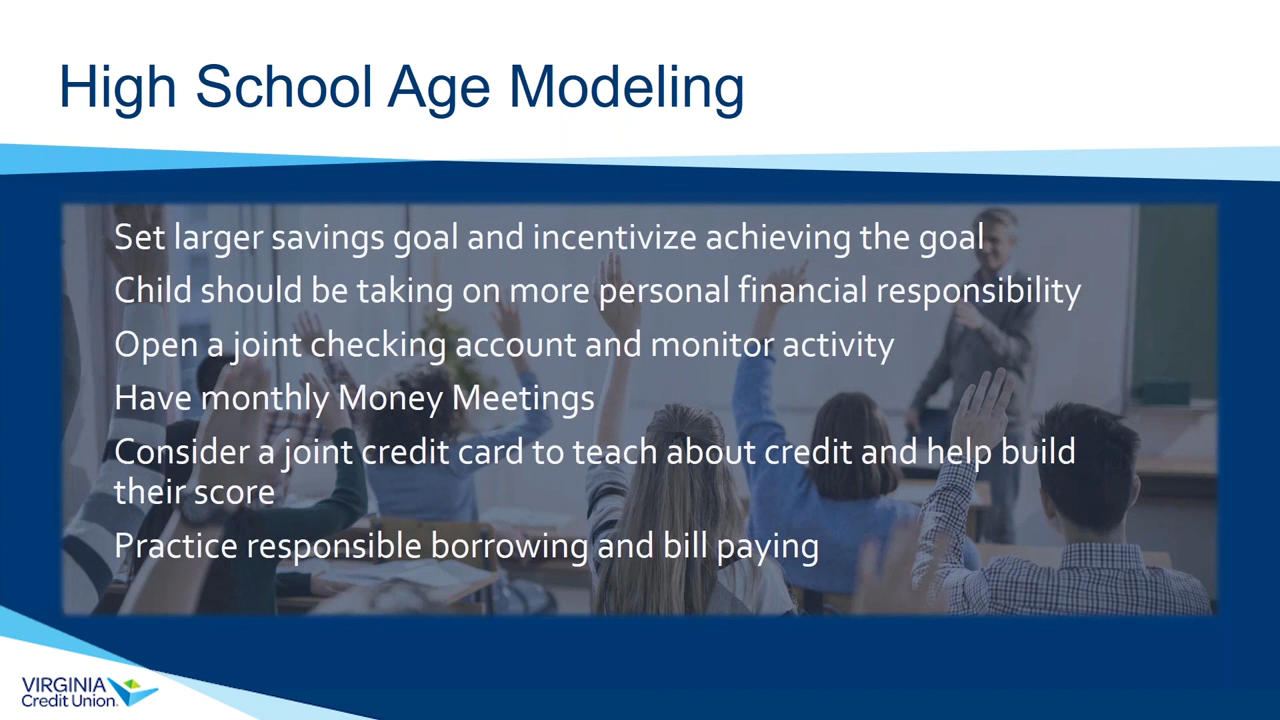 High School Age Modeling
Set larger savings goal and incentivize achieving the goal
Child should be taking on more personal financial responsibility
Open a joint checking account and monitor activity
Have monthly Money Meetings
Consider a joint credit card to teach about credit and help build
their score
Practice responsible borrowing and bill paying
VIRGINIA
Credit Union